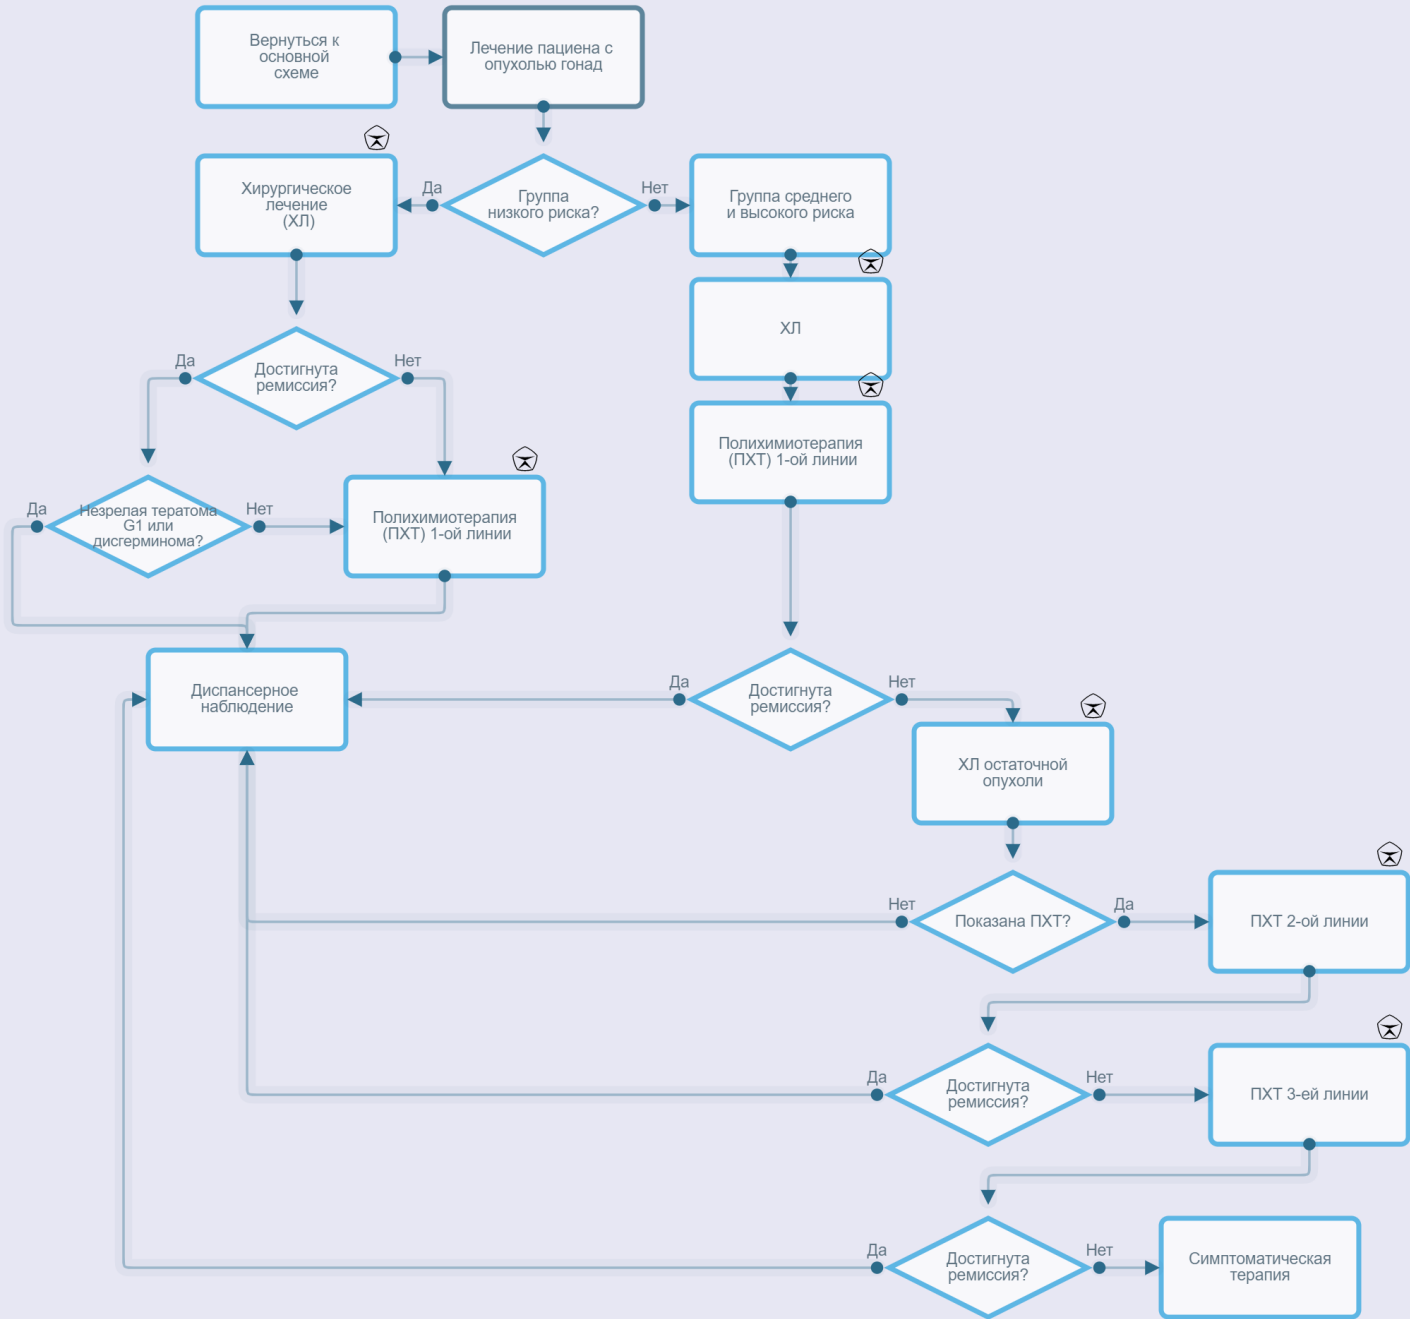 Вернуться к
основной
схеме
Лечение пациена с
опухолью гонад
Хирургическое
лечение
(ХЛ)
Да
Группа
низкого риска?
Нет
Группа среднего
и высокого риска
ХЛ
Да
Достигнута
ремиссия?
Нет
Полихимиотерапия
(ПХТ) 1-ой линии
Да
Незрелая тератома
G1 или
дисгерминома?
Нет
Полихимиотерапия
(ПХТ) 1-ой линии
Диспансерное
наблюдение
Да
Достигнута
ремиссия?
Нет
ХЛ остаточной
опухоли
Нет
Показана ПХТ?
Да
ПХТ 2-ой линии
Да
Достигнута
ремиссия?
Нет
ПХТ 3-ей линии
Да
Достигнута
ремиссия?
Нет
Симптоматическая
терапия